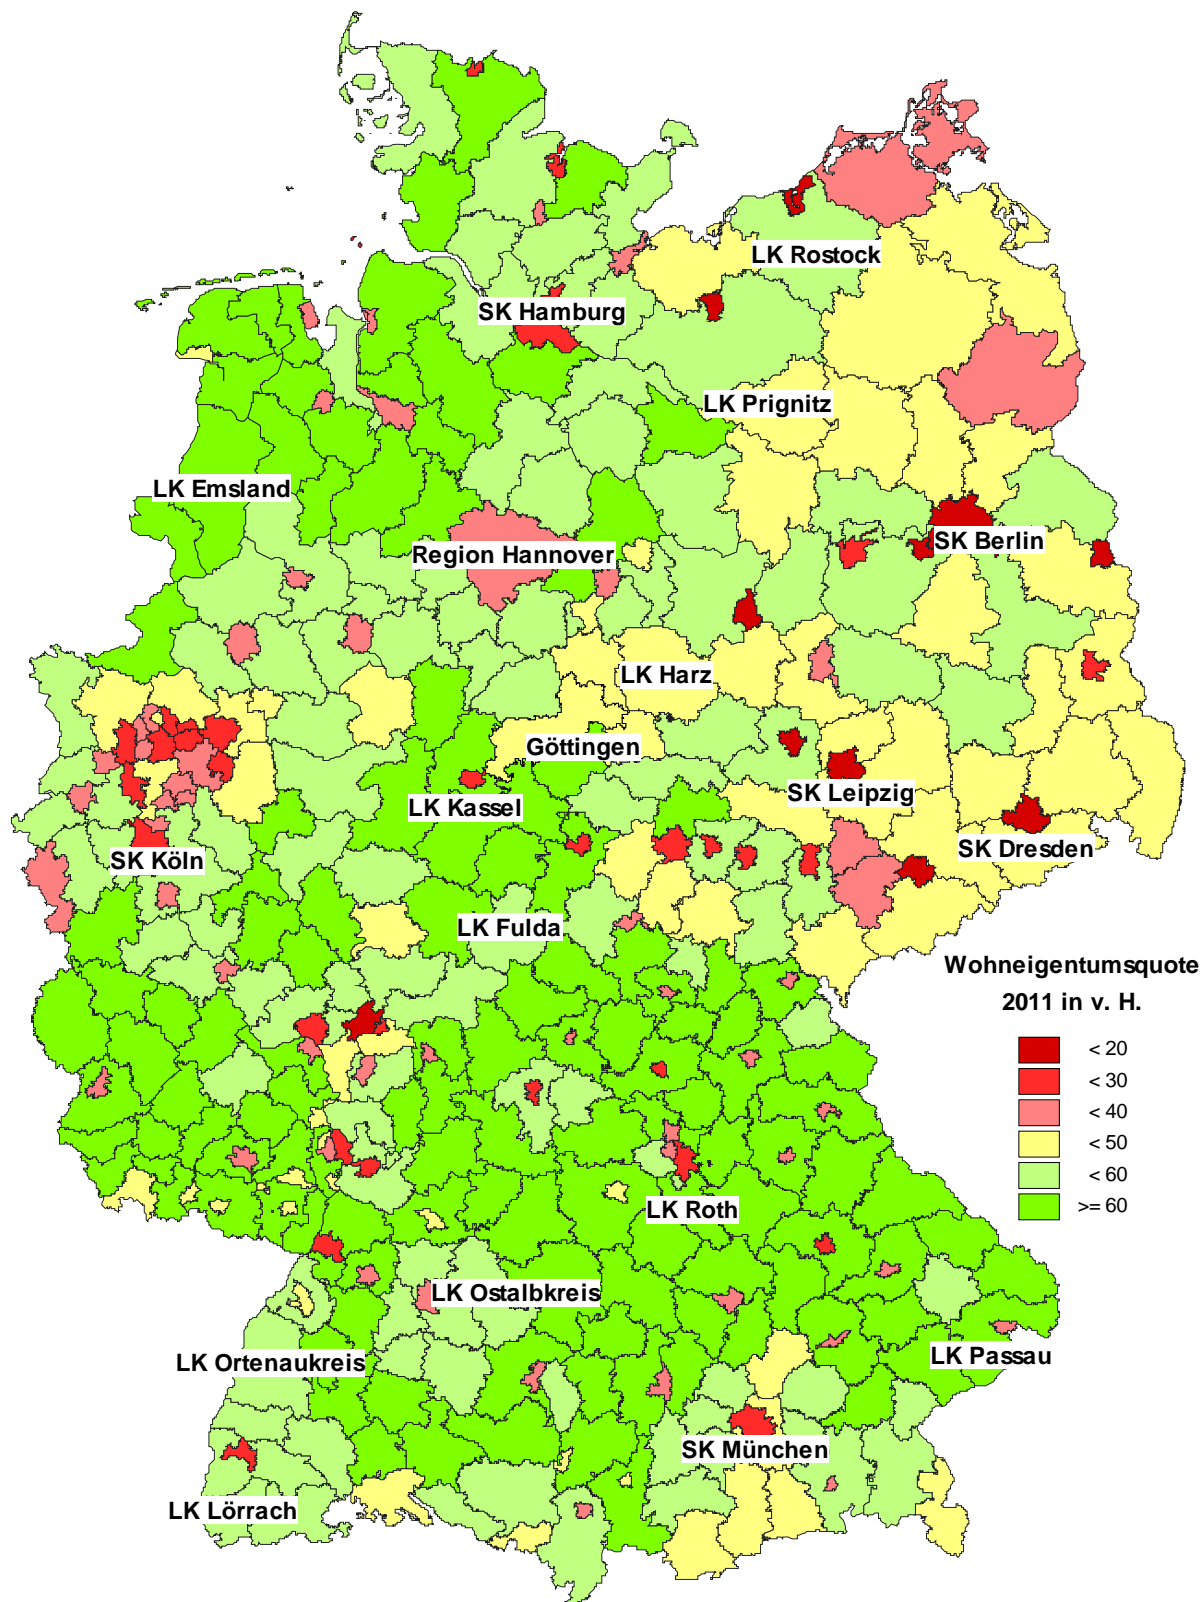 LK Rostock
SK Hamburg
LK Prignitz
LK Emsland
SK Berlin
Region Hannover
LK Harz
Göttingen
SK Leipzig
LK Kassel
SK Dresden
SK Köln
LK Fulda
Wohneigentumsquote
2011 in v. H.
< 20
< 30
< 40
< 50
< 60
>= 60
LK Roth
LK Ostalbkreis
LK Passau
LK Ortenaukreis
SK München
LK Lörrach